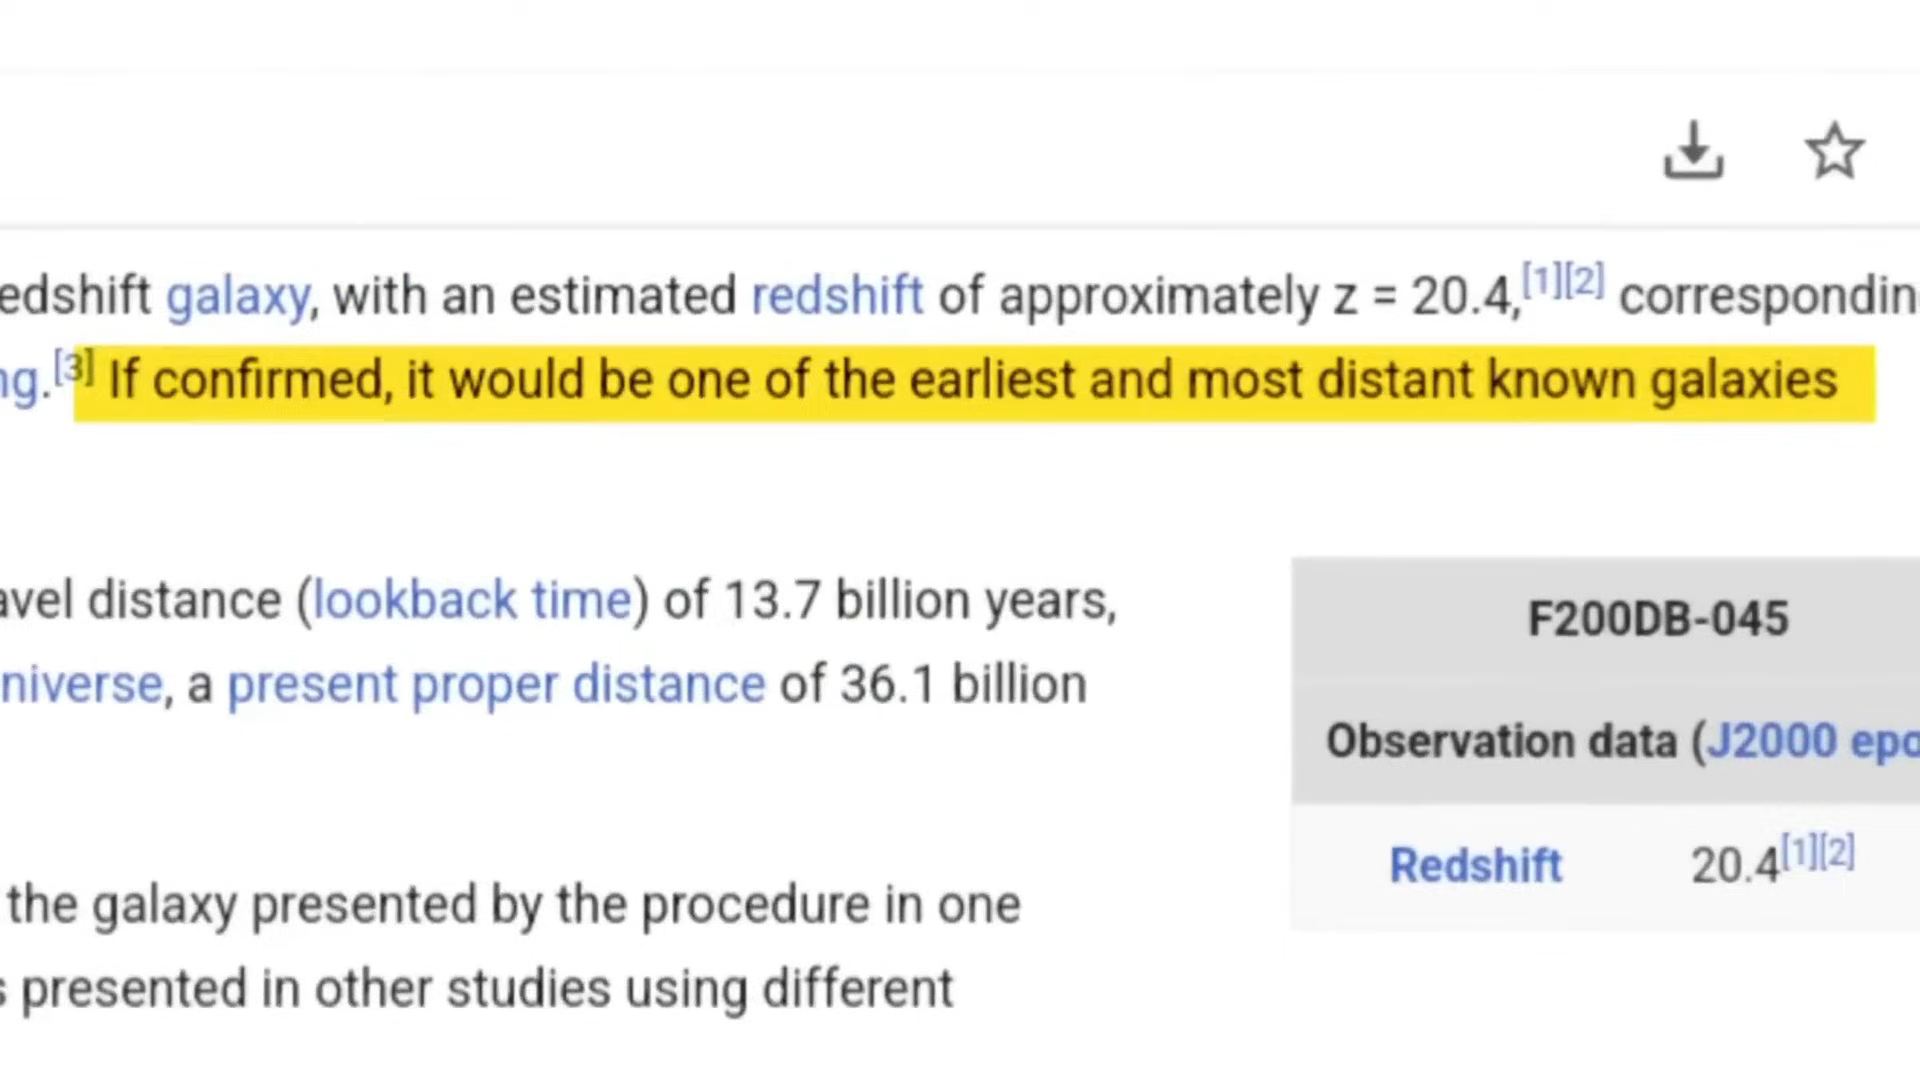 edshift galaxy, with an estimated redshift of approximately z = 20.4,[1][2] correspondin
ng.[3] If confirmed, it would be one of the earliest and most distant known galaxies
avel distance (lookback time) of 13.7 billion years,
niverse, a present proper distance of 36.1 billion
the galaxy presented by the procedure in one
s presented in other studies using different
F200DB-045
Observation data (J2000 epo
Redshift 20.4[1][2]